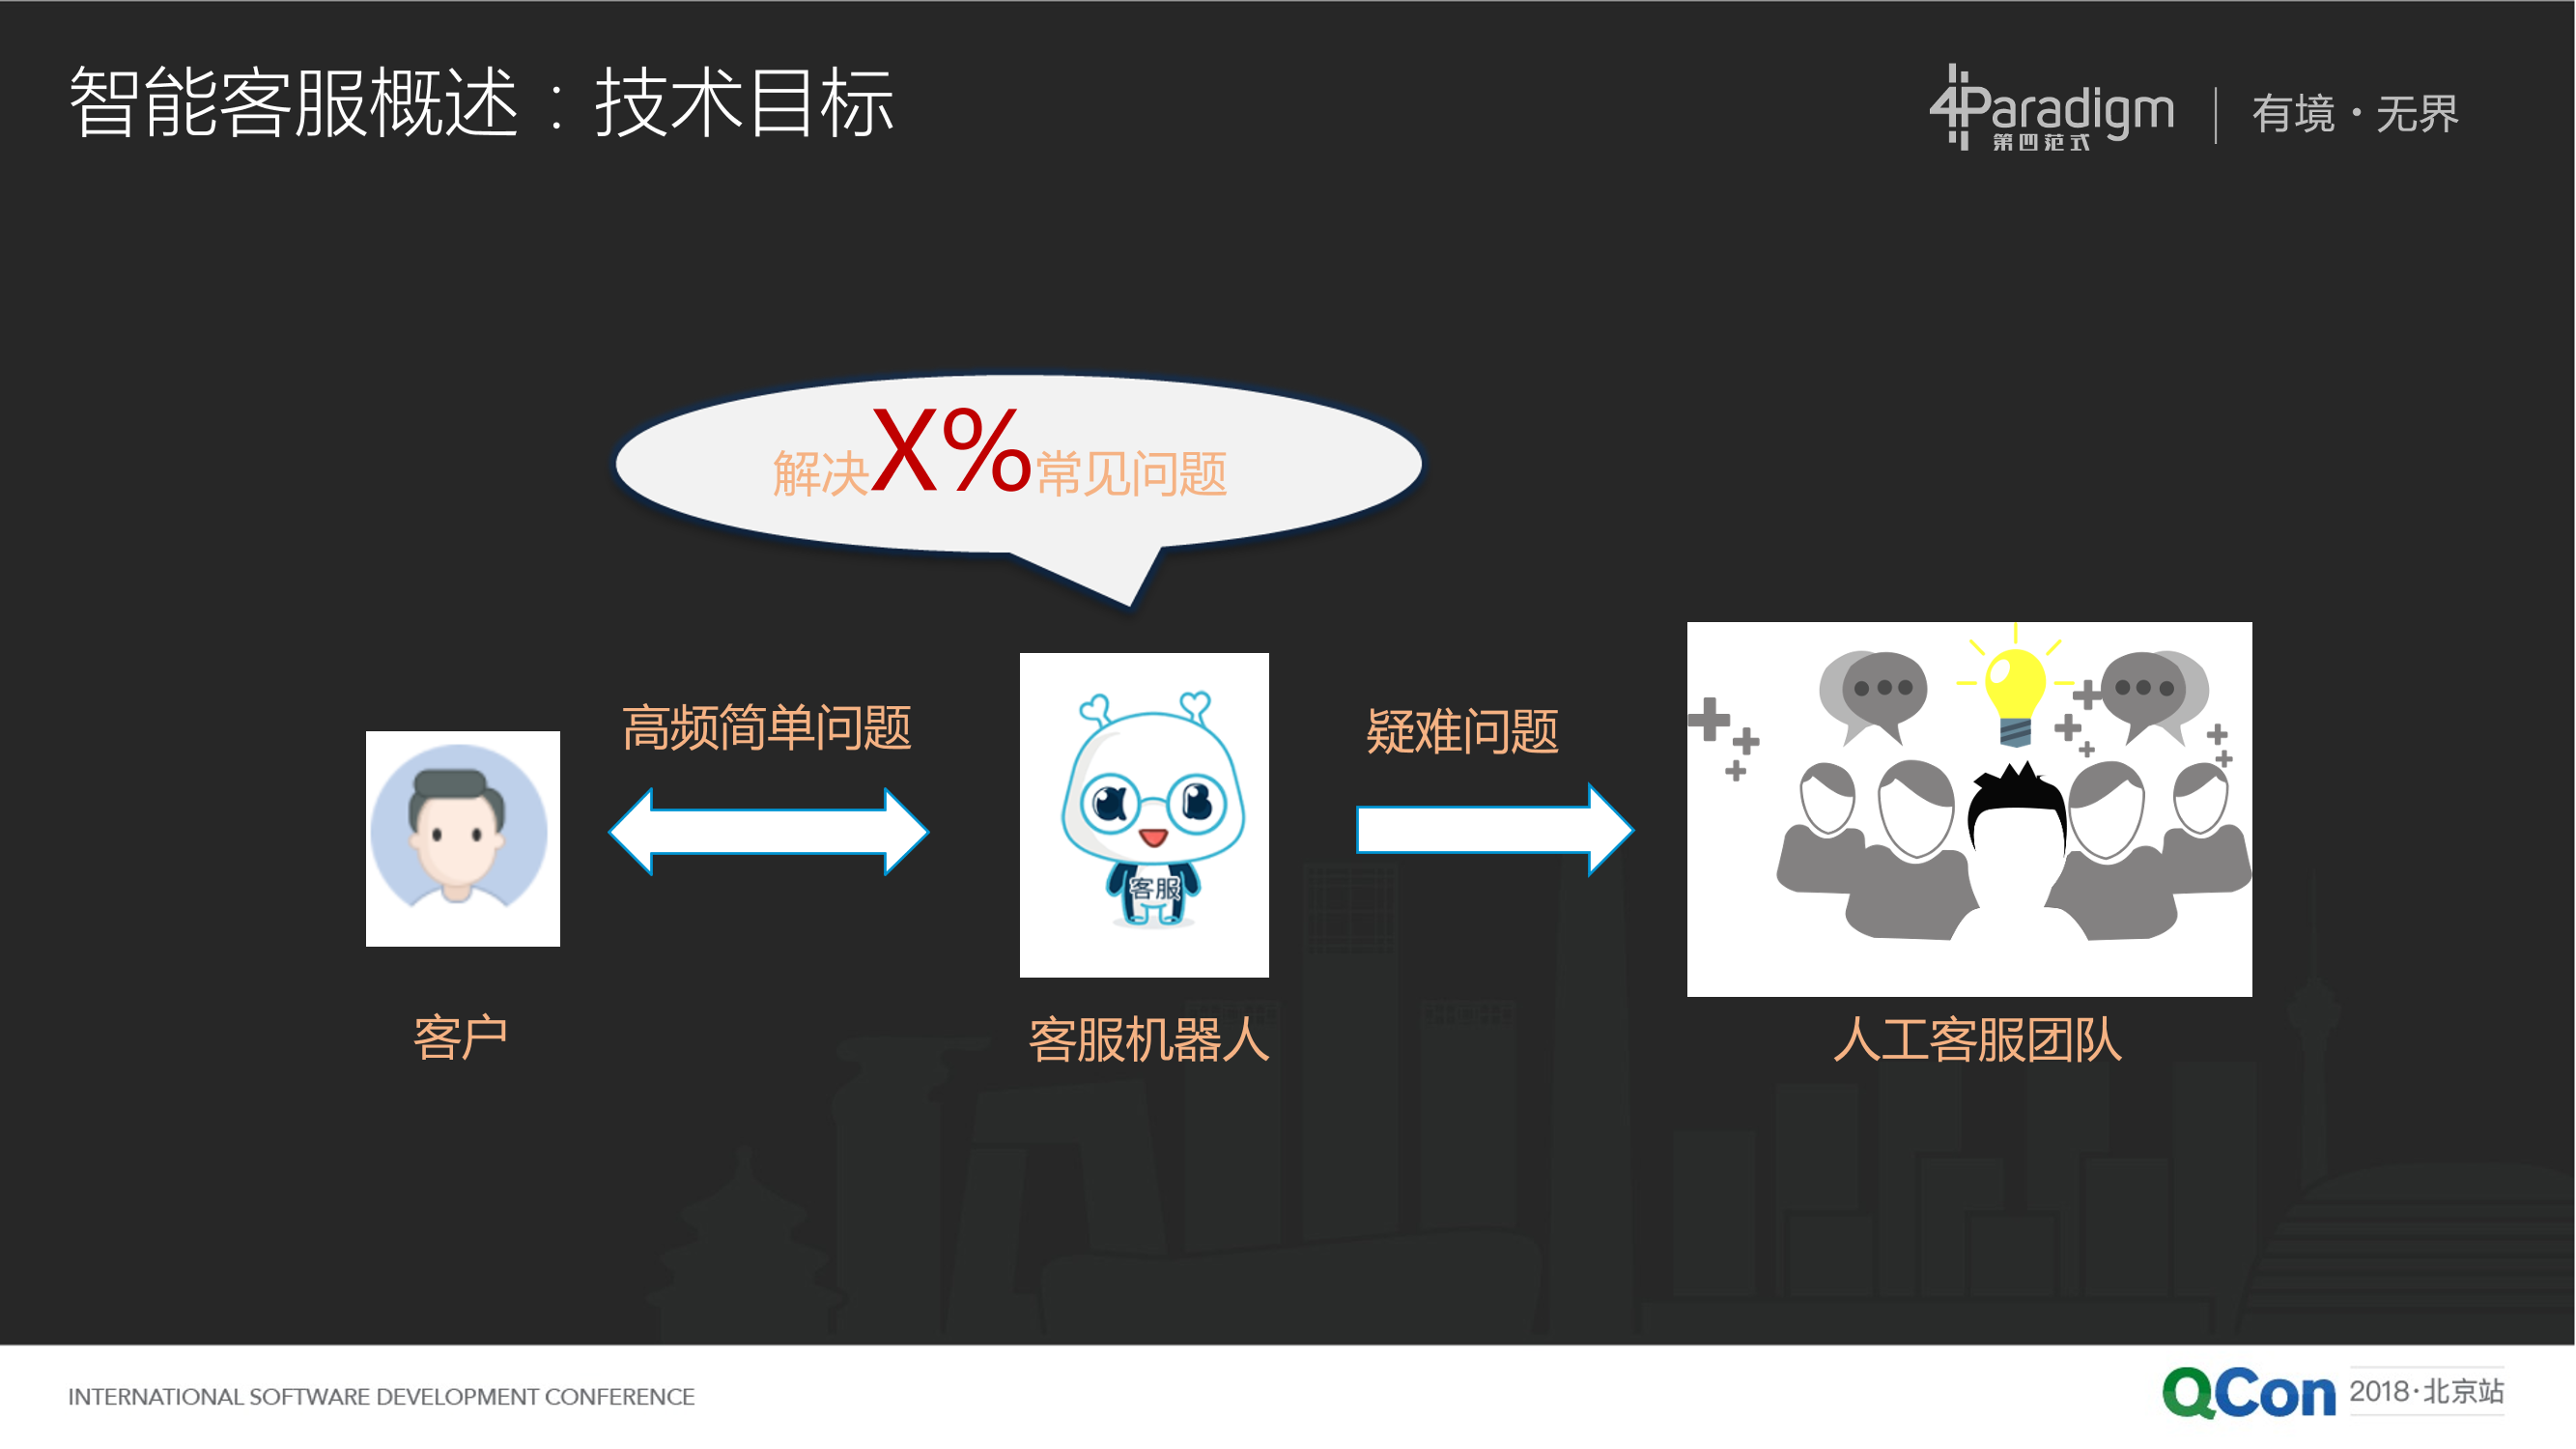 智能客服概述：技术目标
4Paradigm
第四范式
有境·无界
解决X%常见问题
高频简单问题
疑难问题
客服
客户
客服机器人
人工客服团队
INTERNATIONAL SOFTWARE DEVELOPMENT CONFERENCE
QCon
2018·北京站